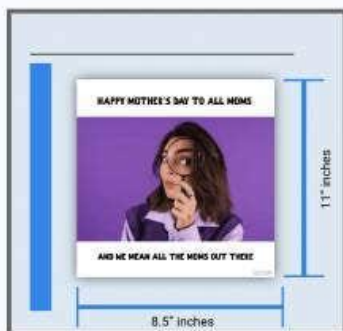 HAPPY MOTHER'S DAY TO ALL MOMS
AND WE MEAN ALL THE MOMS OUT THERE
11" inches
8.5" inches